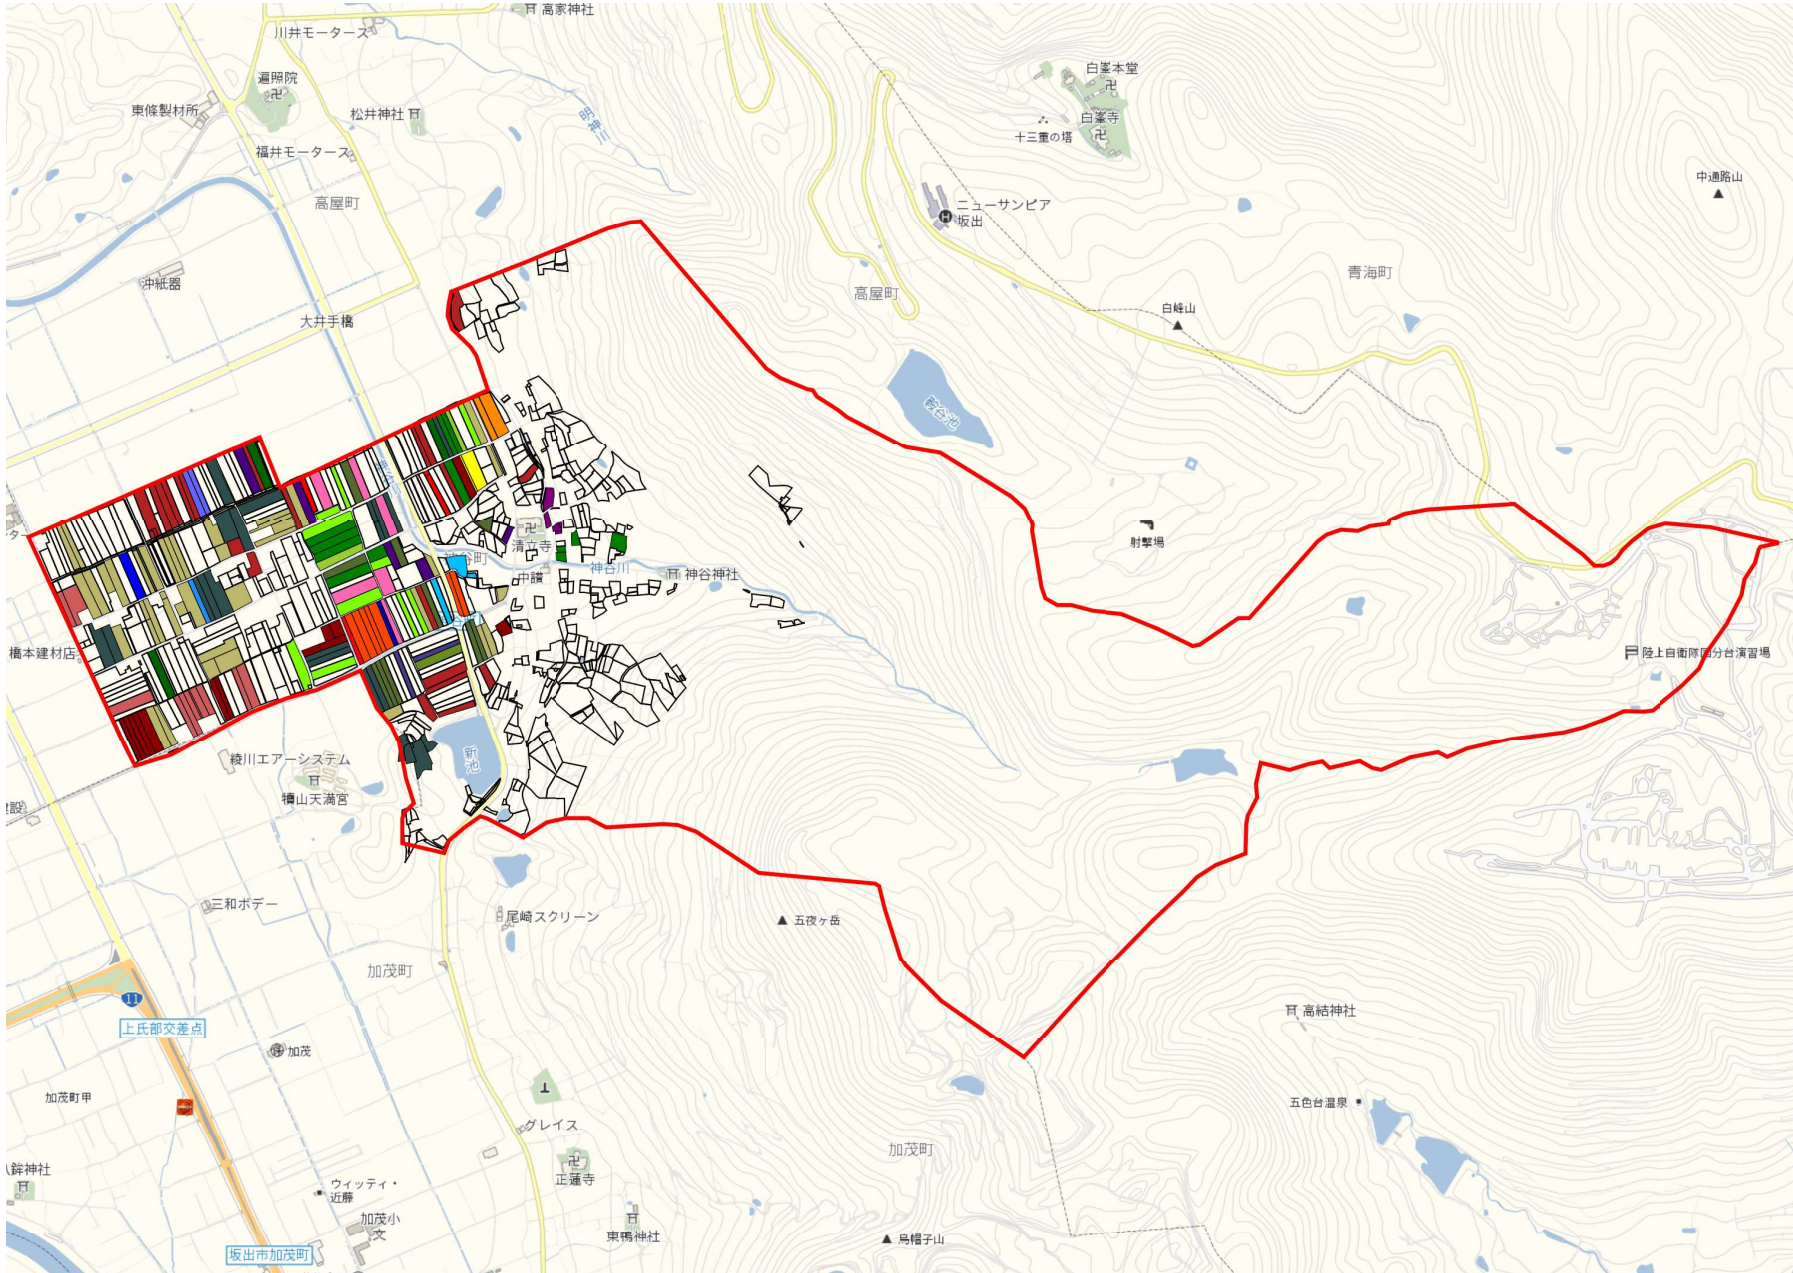 高家神社
川井モータース
遍照院
東條製材所
松井神社
福井モータース
高屋町
白峯本堂
白峯寺
十三重の塔
中通路山
ニューサンピア
坂出
沖紙器
大井手橋
高屋町
青海町
白峰山
鞍谷池
射撃場
清立寺
神谷町
中讃
神谷川
神谷神社
橋本建材店
陸上自衛隊国分台演習場
新池
綾川エアーシステム
犢山天満宮
三和ボデー
尾崎スクリーン
五夜ヶ岳
加茂町
11
上氏部交差点
加茂
高結神社
加茂町甲
五色台温泉
グレイス
加茂町
正蓮寺
ウィッティ・
近藤
加茂小
文
東鴨神社
烏帽子山
坂出市加茂町